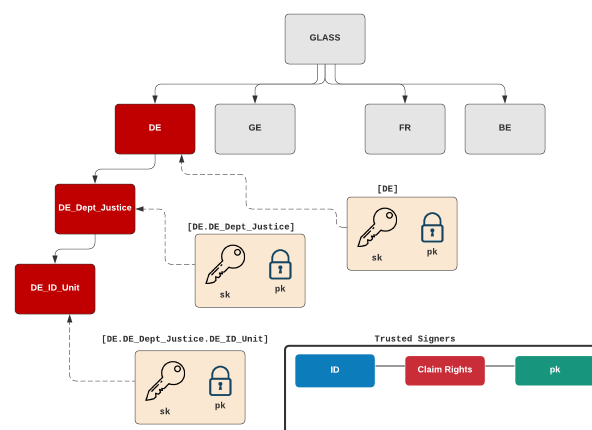 GLASS
DE
GE
FR
BE
[DE]
DE_Dept_Justice
sk
pk
[DE.DE_Dept_Justice]
sk
pk
DE_ID_Unit
[DE.DE_Dept_Justice.DE_ID_Unit]
sk
pk
Trusted Signers
ID
Claim Rights
pk